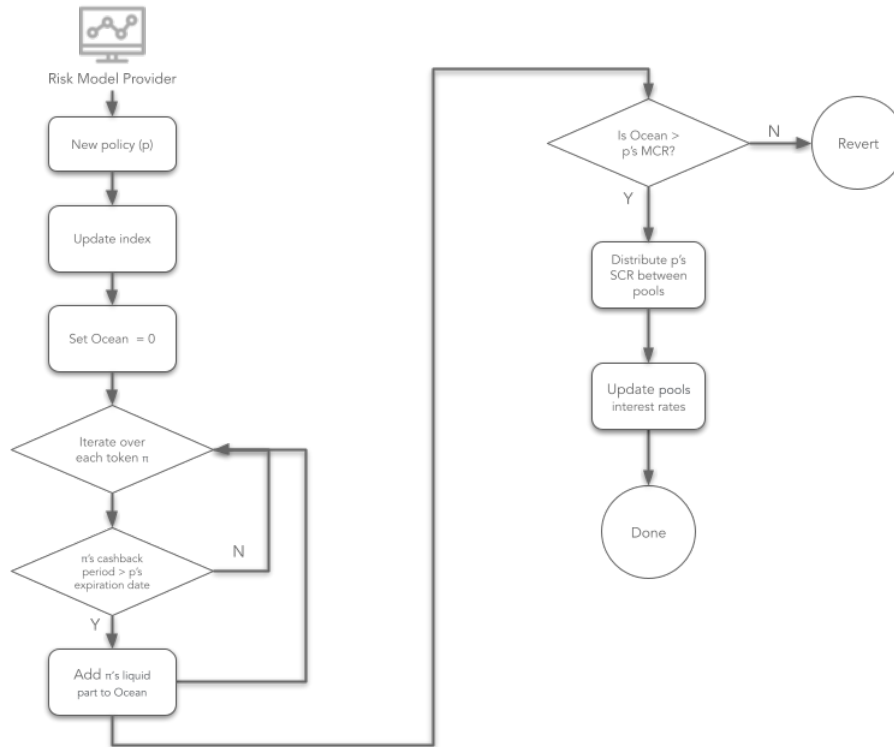 Risk Model Provider
New policy (p)
Update index
Set Ocean = 0
Iterate over
each token π
π's cashback
period > p's
expiration date
N
Y
Add π's liquid
part to Ocean
Is Ocean >
p's MCR?
N
Revert
Y
Distribute p's
SCR between
pools
Update pools
interest rates
Done